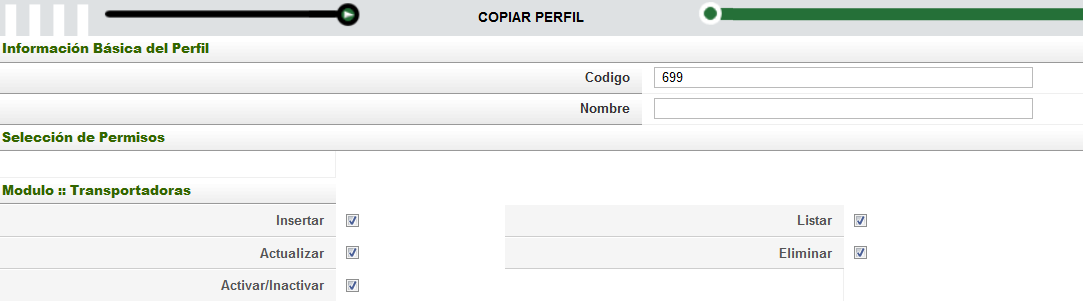 COPIAR PERFIL
Información Básica del Perfil
Codigo 699
Nombre
Selección de Permisos
Modulo :: Transportadoras
Insertar Listar
Actualizar Eliminar
Activar/Inactivar